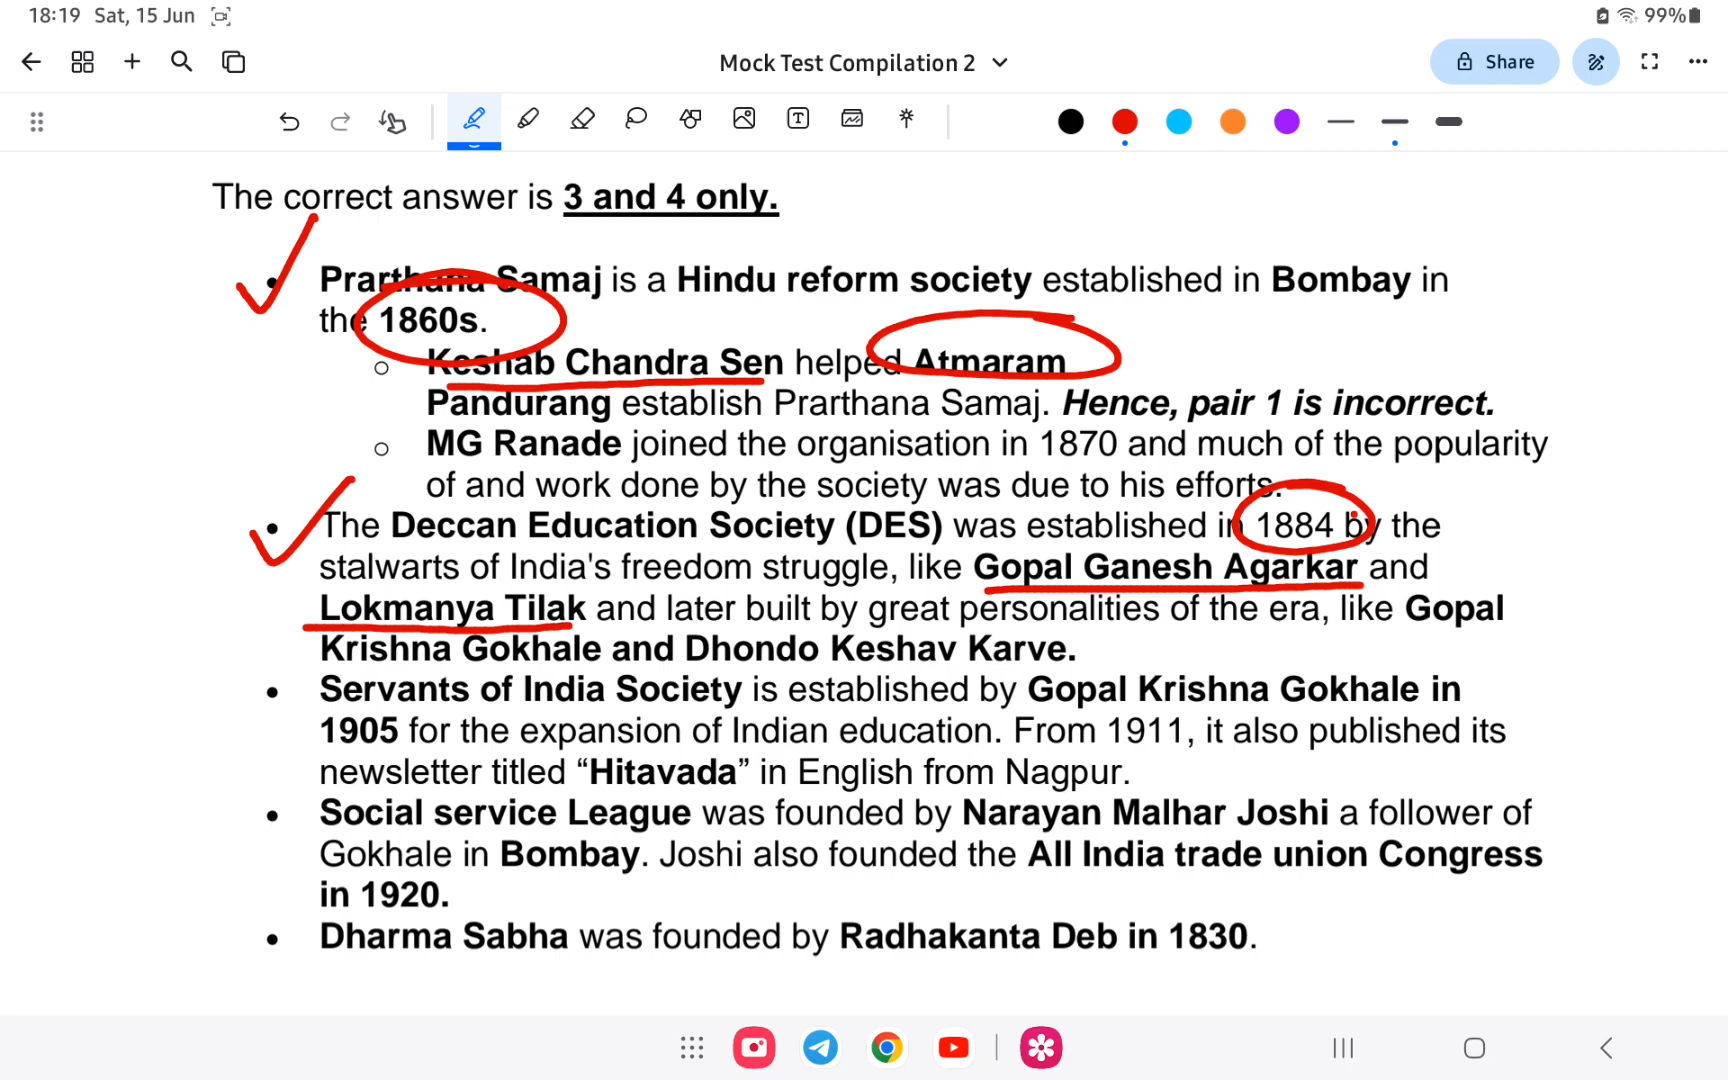 18:19 Sat, 15 Jun 99%
Mock Test Compilation 2
Share
The correct answer is 3 and 4 only.
• Prarthana Samaj is a Hindu reform society established in Bombay in
the 1860s.
o Keshab Chandra Sen helped Atmaram
Pandurang establish Prarthana Samaj. Hence, pair 1 is incorrect.
o MG Ranade joined the organisation in 1870 and much of the popularity
of and work done by the society was due to his efforts.
• The Deccan Education Society (DES) was established in 1884 by the
stalwarts of India's freedom struggle, like Gopal Ganesh Agarkar and
Lokmanya Tilak and later built by great personalities of the era, like Gopal
Krishna Gokhale and Dhondo Keshav Karve.
• Servants of India Society is established by Gopal Krishna Gokhale in
1905 for the expansion of Indian education. From 1911, it also published its
newsletter titled “Hitavada” in English from Nagpur.
• Social service League was founded by Narayan Malhar Joshi a follower of
Gokhale in Bombay. Joshi also founded the All India trade union Congress
in 1920.
• Dharma Sabha was founded by Radhakanta Deb in 1830.